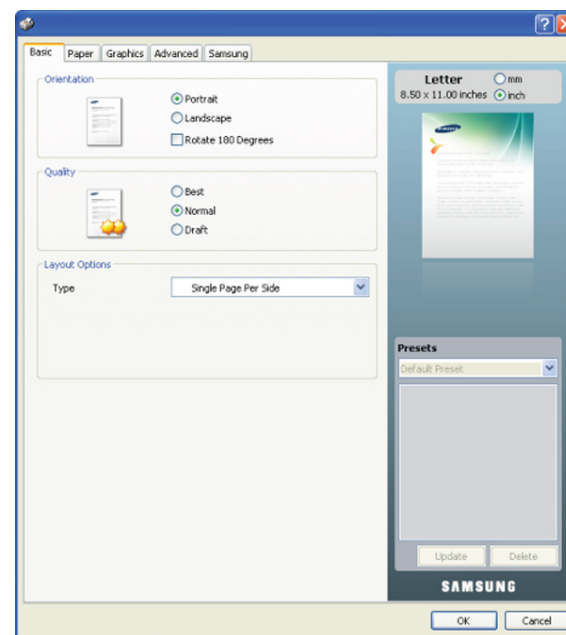 Basic Paper Graphics Advanced Samsung
Orientation
Portrait
Landscape
Rotate 180 Degrees
Quality
Best
Normal
Draft
Layout Options
Type Single Page Per Side
Letter mm
8.50 x 11.00 inches inch
SAMSUNG
Presets
Default Preset
Update Delete
SAMSUNG
OK Cancel